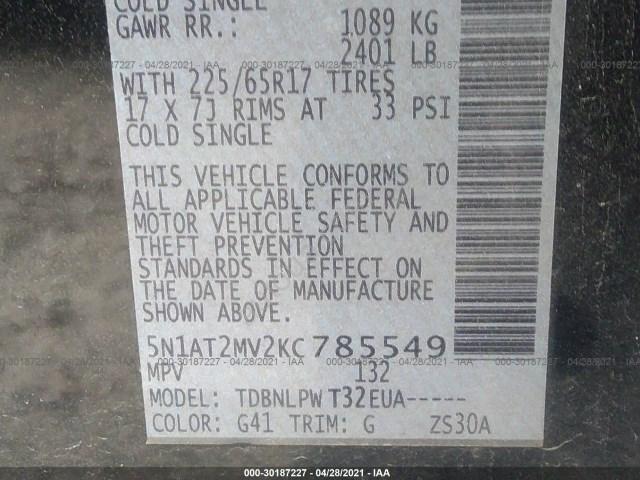 COLD SINGLE
GAWR RR.: 1089 KG
2401 LB
WITH 225/65R17 TIRES
17 X 7J RIMS AT 33 PSI
COLD SINGLE
THIS VEHICLE CONFORMS TO
ALL APPLICABLE FEDERAL
MOTOR VEHICLE SAFETY AND
THEFT PREVENTION
STANDARDS IN EFFECT ON
THE DATE OF MANUFACTURE
SHOWN ABOVE.
5N1AT2MV2KC785549
MPV 132
MODEL: TDBNLPW T32EUA-----
COLOR: G41 TRIM: G ZS30A
000-30187227 - 04/28/2021 - IAA